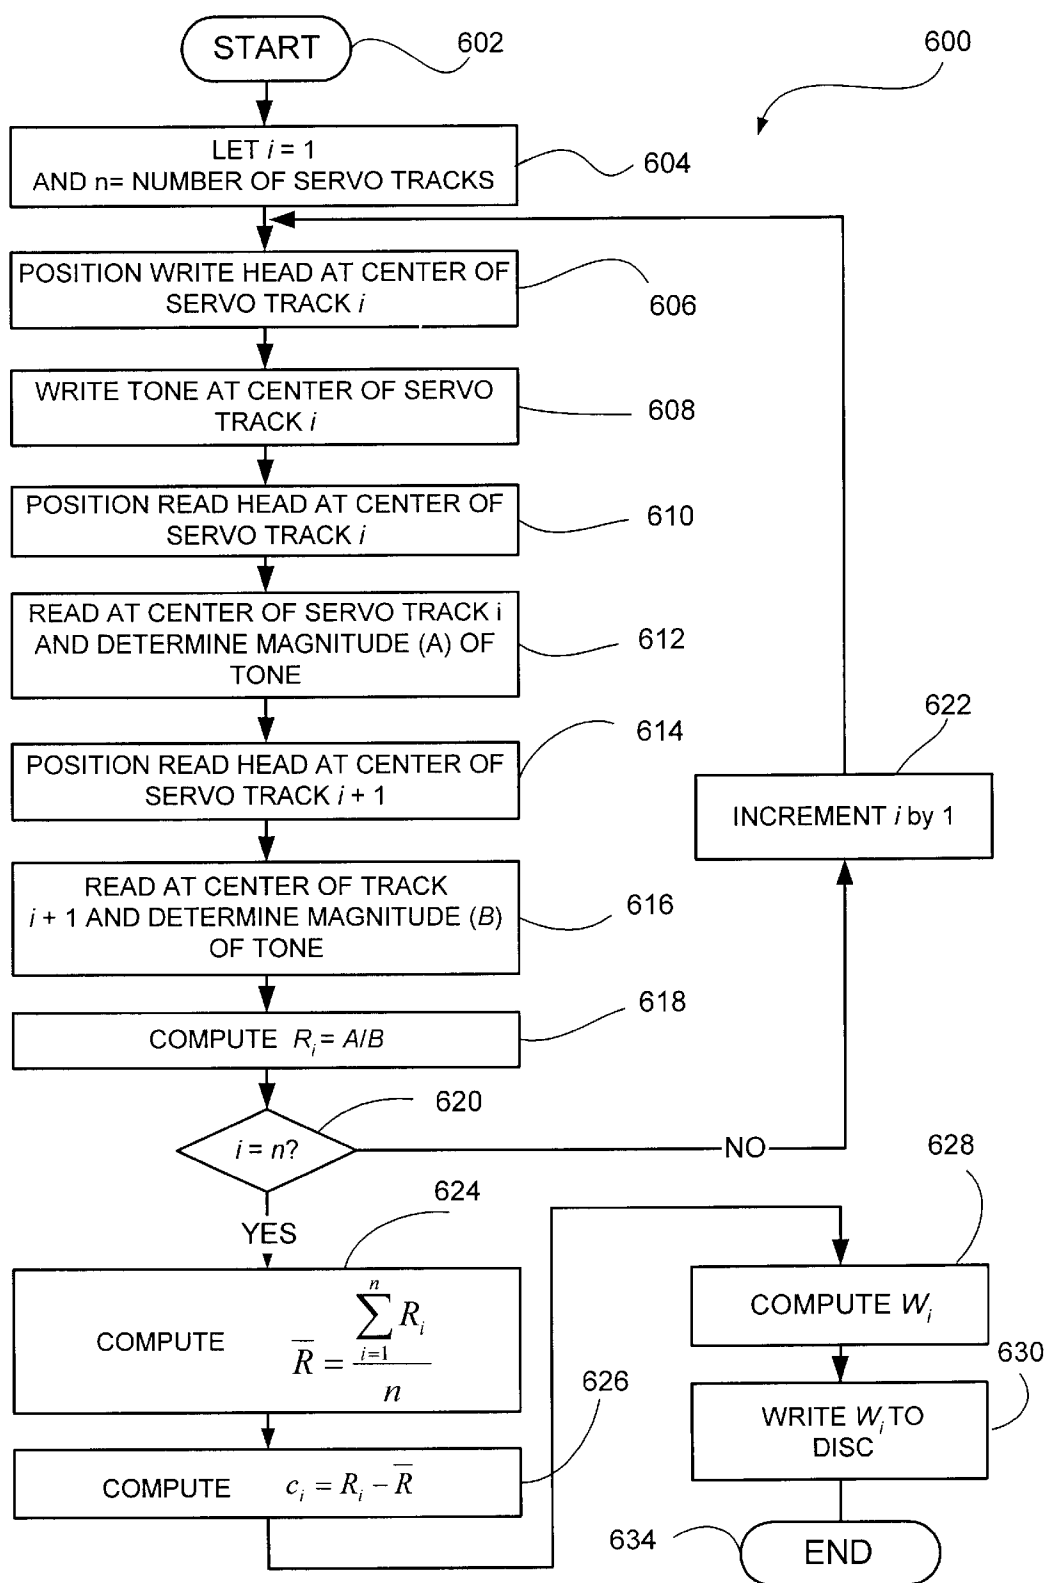 START
602
600
LET i = 1
AND n= NUMBER OF SERVO TRACKS
604
POSITION WRITE HEAD AT CENTER OF
SERVO TRACK i
606
WRITE TONE AT CENTER OF SERVO
TRACK i
608
POSITION READ HEAD AT CENTER OF
SERVO TRACK i
610
READ AT CENTER OF SERVO TRACK i
AND DETERMINE MAGNITUDE (A) OF
TONE
612
POSITION READ HEAD AT CENTER OF
SERVO TRACK i + 1
614
622
INCREMENT i by 1
READ AT CENTER OF TRACK
i + 1 AND DETERMINE MAGNITUDE (B)
OF TONE
616
COMPUTE R_i = A/B
618
i = n?
620
NO
YES
624
COMPUTE \overline{R} = \frac{\sum_{i=1}^{n} R_i}{n}
COMPUTE c_i = R_i - \overline{R}
626
628
COMPUTE W_i
630
WRITE W_i TO
DISC
634
END